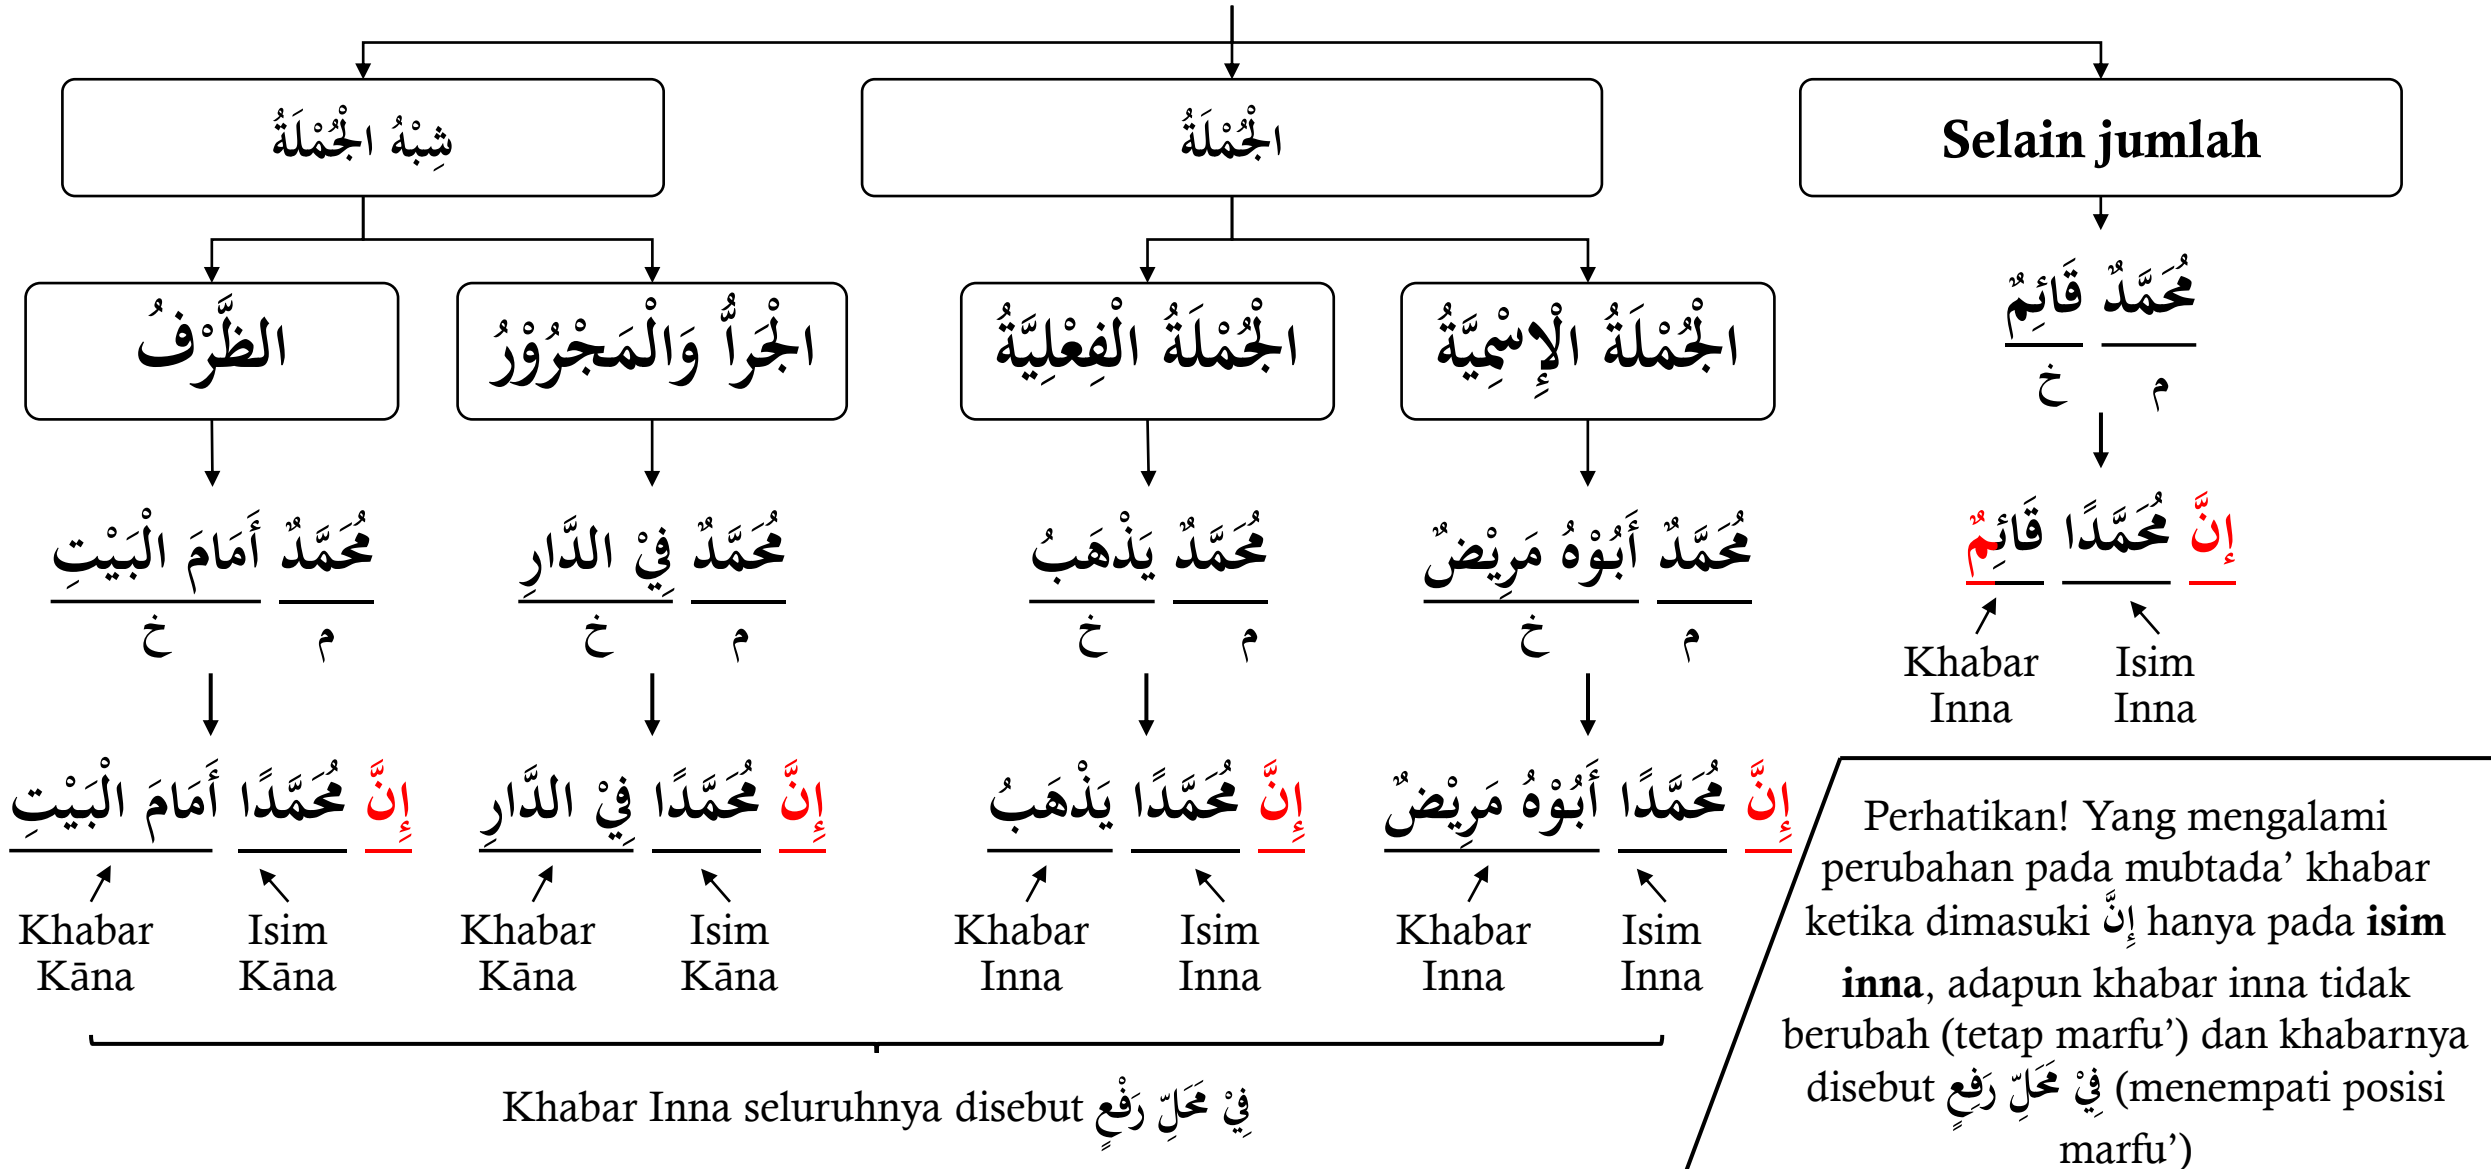 Selain jumlah
الْجُمْلَةُ
شِبْهُ الْجُمْلَةُ
مُحَمَّدٌ قَائِمٌ
م
خ
إِنَّ مُحَمَّدًا قَائِمٌ
Khabar Inna
Isim Inna
الْجُمْلَةُ الْإِسْمِيَّةُ
الْجُمْلَةُ الْفِعْلِيَّةُ
الْجَراُّ وَالْمَجْرُوْرُ
الظَّرْفُ
مُحَمَّدٌ أَبُوْهُ مَرِيْضٌ
م
خ
مُحَمَّدٌ يَذْهَبُ
م
خ
مُحَمَّدٌ فِيْ الدَّارِ
م
خ
مُحَمَّدٌ أَمَامَ الْبَيْتِ
م
خ
إِنَّ مُحَمَّدًا أَبُوْهُ مَرِيْضٌ
Khabar Inna
Isim Inna
إِنَّ مُحَمَّدًا يَذْهَبُ
Khabar Inna
Isim Inna
إِنَّ مُحَمَّدًا فِيْ الدَّارِ
Khabar Kāna
Isim Kāna
إِنَّ مُحَمَّدًا أَمَامَ الْبَيْتِ
Khabar Kāna
Isim Kāna
Khabar Inna seluruhnya disebut فِيْ مَحَلِّ رَفْعٍ
Perhatikan! Yang mengalami
perubahan pada mubtada’ khabar
ketika dimasuki إِنَّ hanya pada isim
inna, adapun khabar inna tidak
berubah (tetap marfu’) dan khabarnya
disebut فِيْ مَحَلِّ رَفِعٍ (menempati posisi
marfu’)